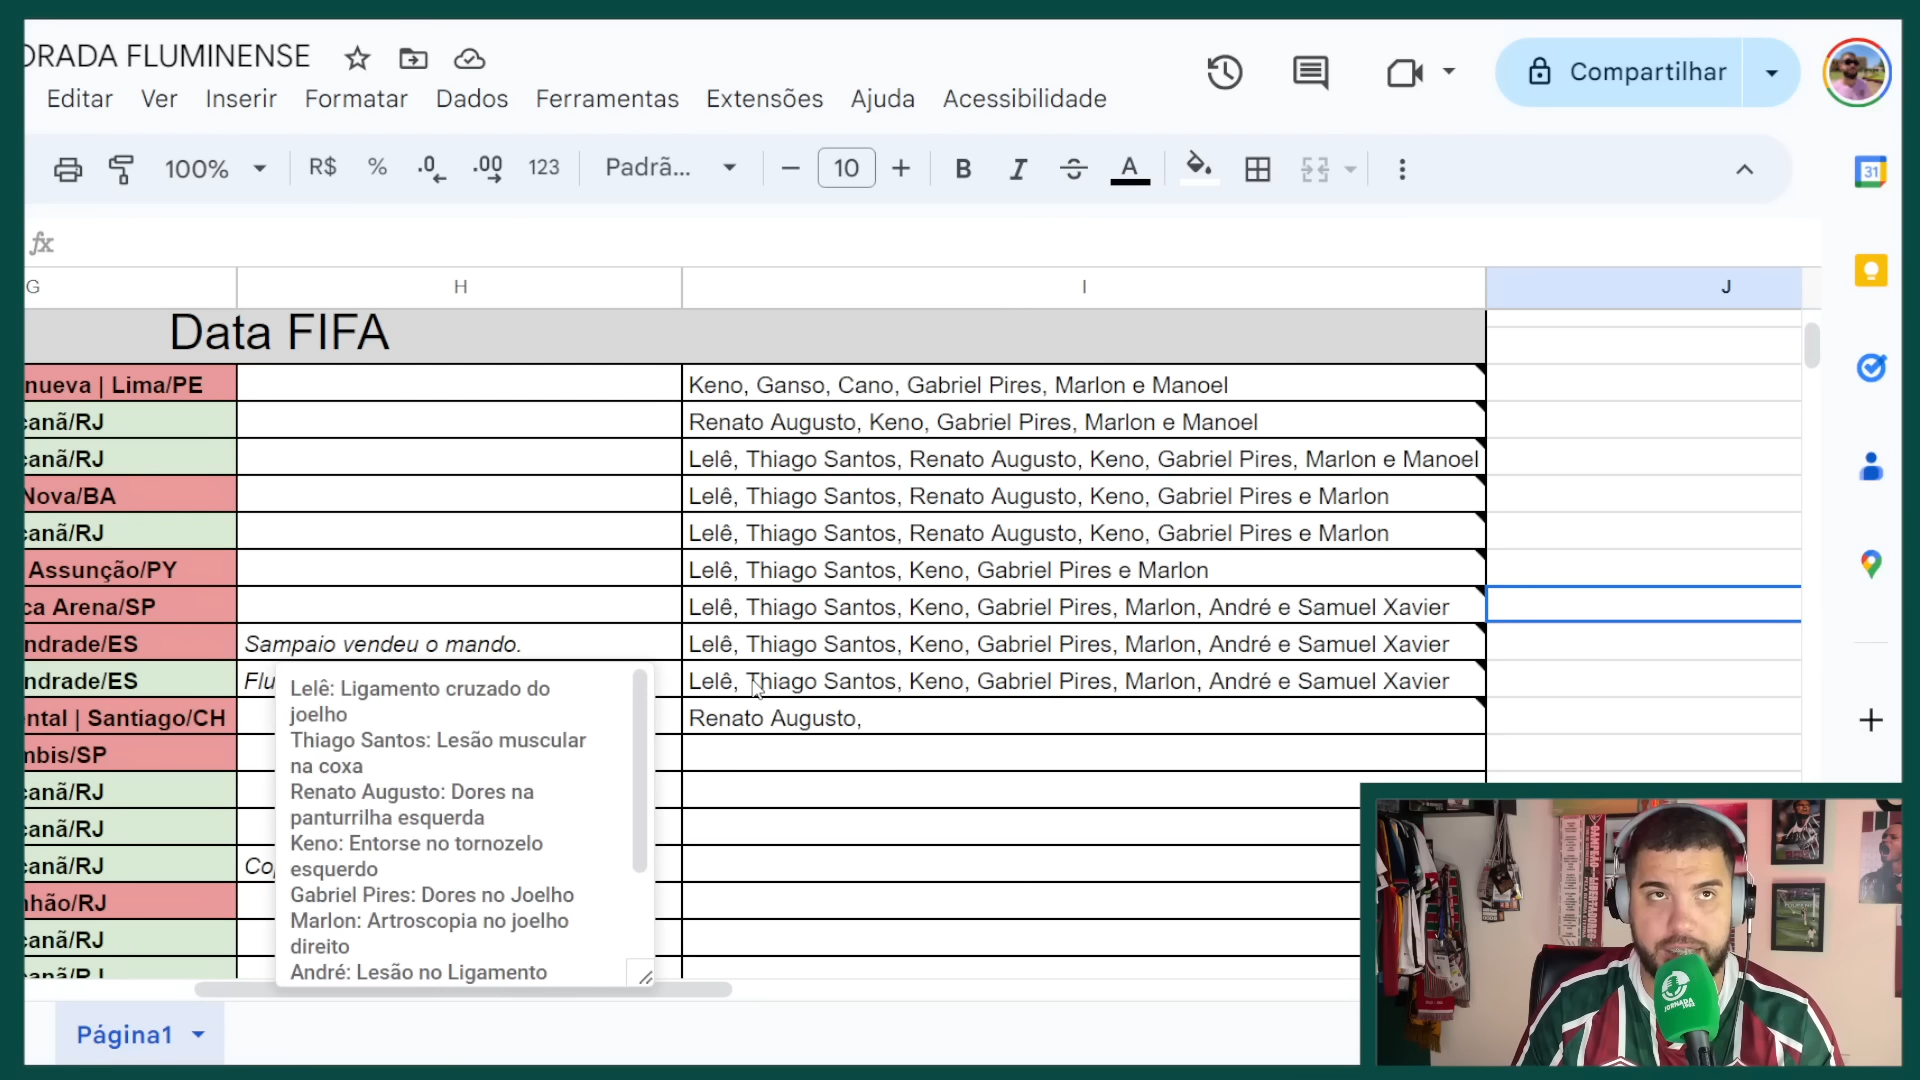 ORADA FLUMINENSE
Editar Ver Inserir Formatar Dados Ferramentas Extensões Ajuda Acessibilidade
Compartilhar
100% R$ % .0 .00 123 Padrã... 10 B I A
31
fx
G H I J
Data FIFA
nueva | Lima/PE Keno, Ganso, Cano, Gabriel Pires, Marlon e Manoel
canã/RJ Renato Augusto, Keno, Gabriel Pires, Marlon e Manoel
canã/RJ Lelê, Thiago Santos, Renato Augusto, Keno, Gabriel Pires, Marlon e Manoel
Nova/BA Lelê, Thiago Santos, Renato Augusto, Keno, Gabriel Pires e Marlon
canã/RJ Lelê, Thiago Santos, Renato Augusto, Keno, Gabriel Pires e Marlon
Assunção/PY Lelê, Thiago Santos, Keno, Gabriel Pires e Marlon
ca Arena/SP Lelê, Thiago Santos, Keno, Gabriel Pires, Marlon, André e Samuel Xavier
ndrade/ES Sampaio vendeu o mando. Lelê, Thiago Santos, Keno, Gabriel Pires, Marlon, André e Samuel Xavier
ndrade/ES Flu Lelê, Thiago Santos, Keno, Gabriel Pires, Marlon, André e Samuel Xavier
ntal | Santiago/CH Renato Augusto,
mbis/SP
canã/RJ
canã/RJ
canã/RJ Co
nhão/RJ
canã/RJ
canã/RJ
Lelê: Ligamento cruzado do
joelho
Thiago Santos: Lesão muscular
na coxa
Renato Augusto: Dores na
panturrilha esquerda
Keno: Entorse no tornozelo
esquerdo
Gabriel Pires: Dores no Joelho
Marlon: Artroscopia no joelho
direito
André: Lesão no Ligamento
Página1
JORNADA
1902